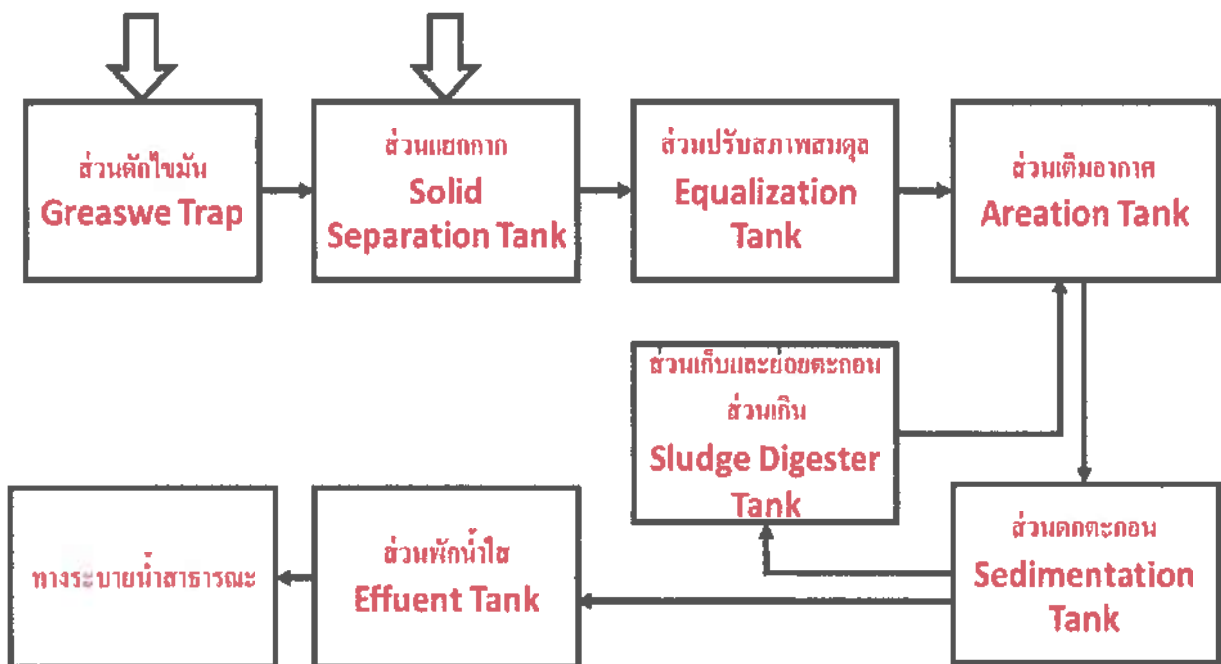 ส่วนดักไขมัน
Greaswe Trap
ส่วนแยกกาก
Solid
Separation Tank
ส่วนปรับสภาพสมดุล
Equalization
Tank
ส่วนเติมอากาศ
Areation Tank
ส่วนเก็บและย่อยตะกอน
ส่วนเกิน
Sludge Digester
Tank
ส่วนตกตะกอน
Sedimentation
Tank
ส่วนพักน้ำใส
Effuent Tank
ทางระบายน้ำสาธารณะ